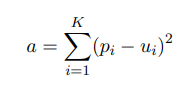 a = \sum_{i=1}^{K} (p_i - u_i)^2